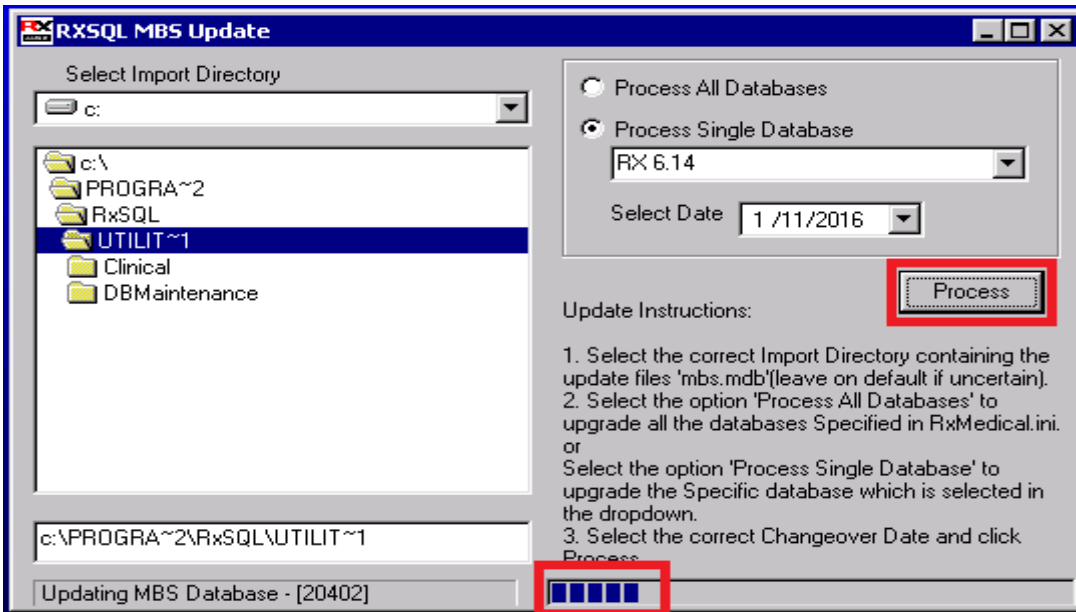 RX
RXSQL MBS Update
Select Import Directory
c:
c:\
PROGRA~2
RxSQL
UTILIT~1
Clinical
DBMaintenance
c:\PROGRA~2\RxSQL\UTILIT~1
Updating MBS Database - [20402]
Process All Databases
Process Single Database
RX 6.14
Select Date 1 /11/2016
Process
Update Instructions:
1. Select the correct Import Directory containing the
update files 'mbs.mdb'(leave on default if uncertain).
2. Select the option 'Process All Databases' to
upgrade all the databases Specified in RxMedical.ini.
or
Select the option 'Process Single Database' to
upgrade the Specific database which is selected in
the dropdown.
3. Select the correct Changeover Date and click
Process